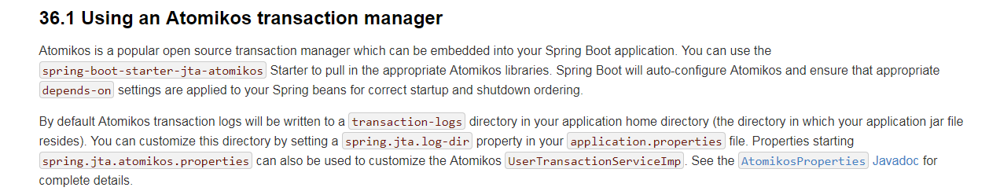 36.1 Using an Atomikos transaction manager
Atomikos is a popular open source transaction manager which can be embedded into your Spring Boot application. You can use the
spring-boot-starter-jta-atomikos Starter to pull in the appropriate Atomikos libraries. Spring Boot will auto-configure Atomikos and ensure that appropriate
depends-on settings are applied to your Spring beans for correct startup and shutdown ordering.
By default Atomikos transaction logs will be written to a transaction-logs directory in your application home directory (the directory in which your application jar file
resides). You can customize this directory by setting a spring.jta.log-dir property in your application.properties file. Properties starting
spring.jta.atomikos.properties can also be used to customize the Atomikos UserTransactionServiceImp. See the AtomikosProperties Javadoc for
complete details.